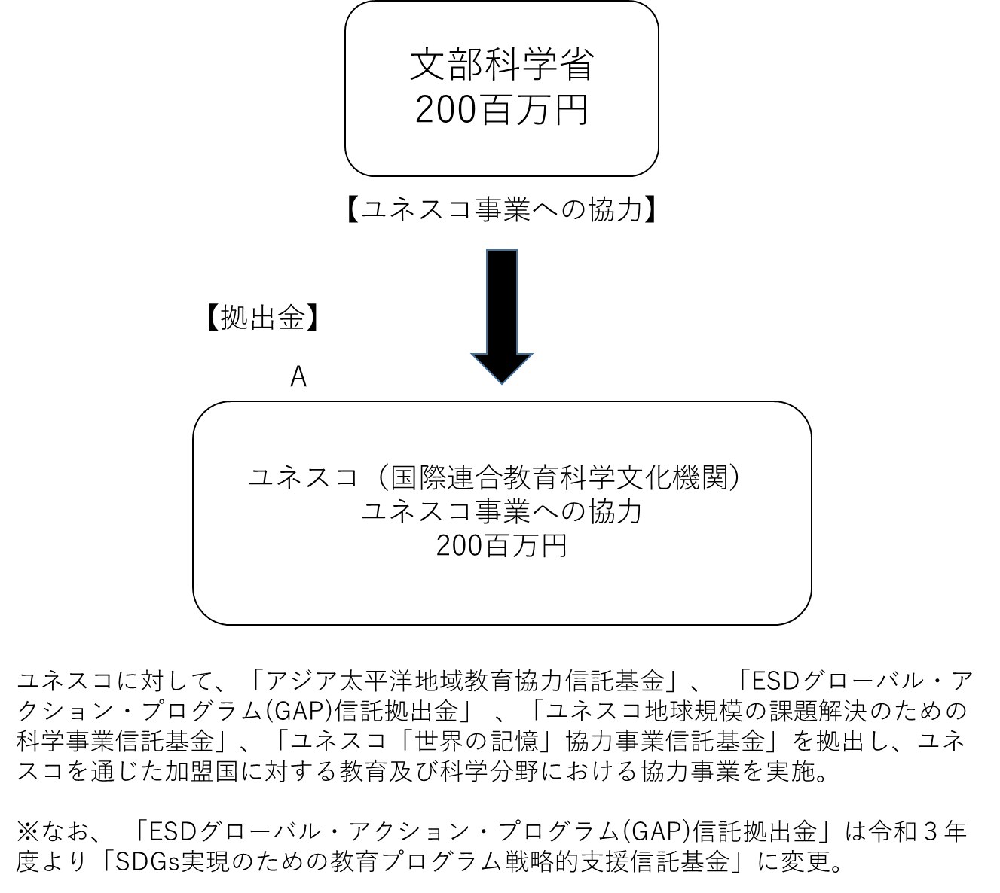 文部科学省
200百万円
【ユネスコ事業への協力】
【拠出金】
A
ユネスコ（国際連合教育科学文化機関）
ユネスコ事業への協力
200百万円
ユネスコに対して、「アジア太平洋地域教育協力信託基金」、 「ESDグローバル・ア
クション・プログラム(GAP)信託拠出金」 、「ユネスコ地球規模の課題解決のための
科学事業信託基金」、「ユネスコ「世界の記憶」協力事業信託基金」を拠出し、ユネ
スコを通じた加盟国に対する教育及び科学分野における協力事業を実施。
※なお、 「ESDグローバル・アクション・プログラム(GAP)信託拠出金」は令和３年
度より「SDGs実現のための教育プログラム戦略的支援信託基金」に変更。